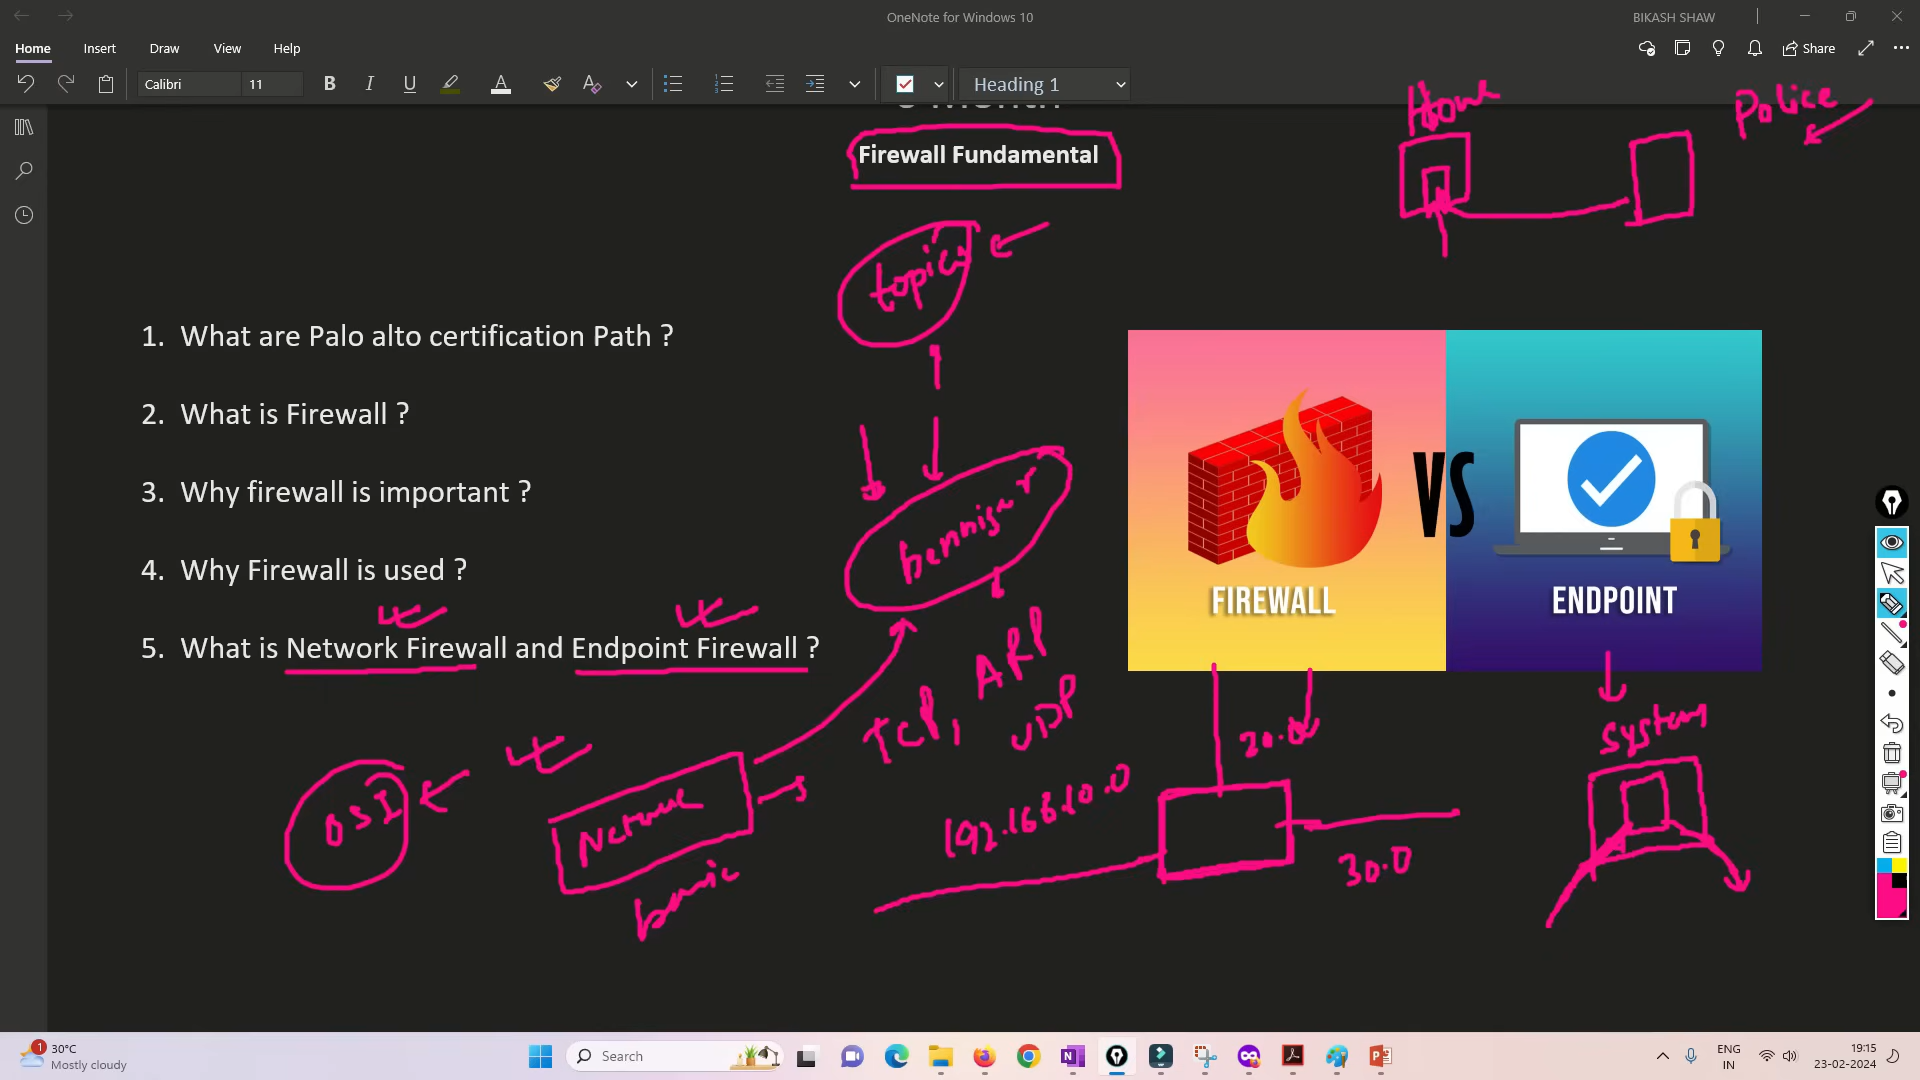 OneNote for Windows 10
BIKASH SHAW
Home Insert Draw View Help
Share
Calibri 11 B I U A A Heading 1
Home
Police
Firewall Fundamental
topics
1. What are Palo alto certification Path ?
2. What is Firewall ?
3. Why firewall is important ?
4. Why Firewall is used ?
5. What is Network Firewall and Endpoint Firewall ?
VS
FIREWALL
ENDPOINT
TCP, ARP
UDP
OSI
192.168.10.0
20.0
30.0
System
1
30°C
Mostly cloudy
Search
ENG
IN
19:15
23-02-2024